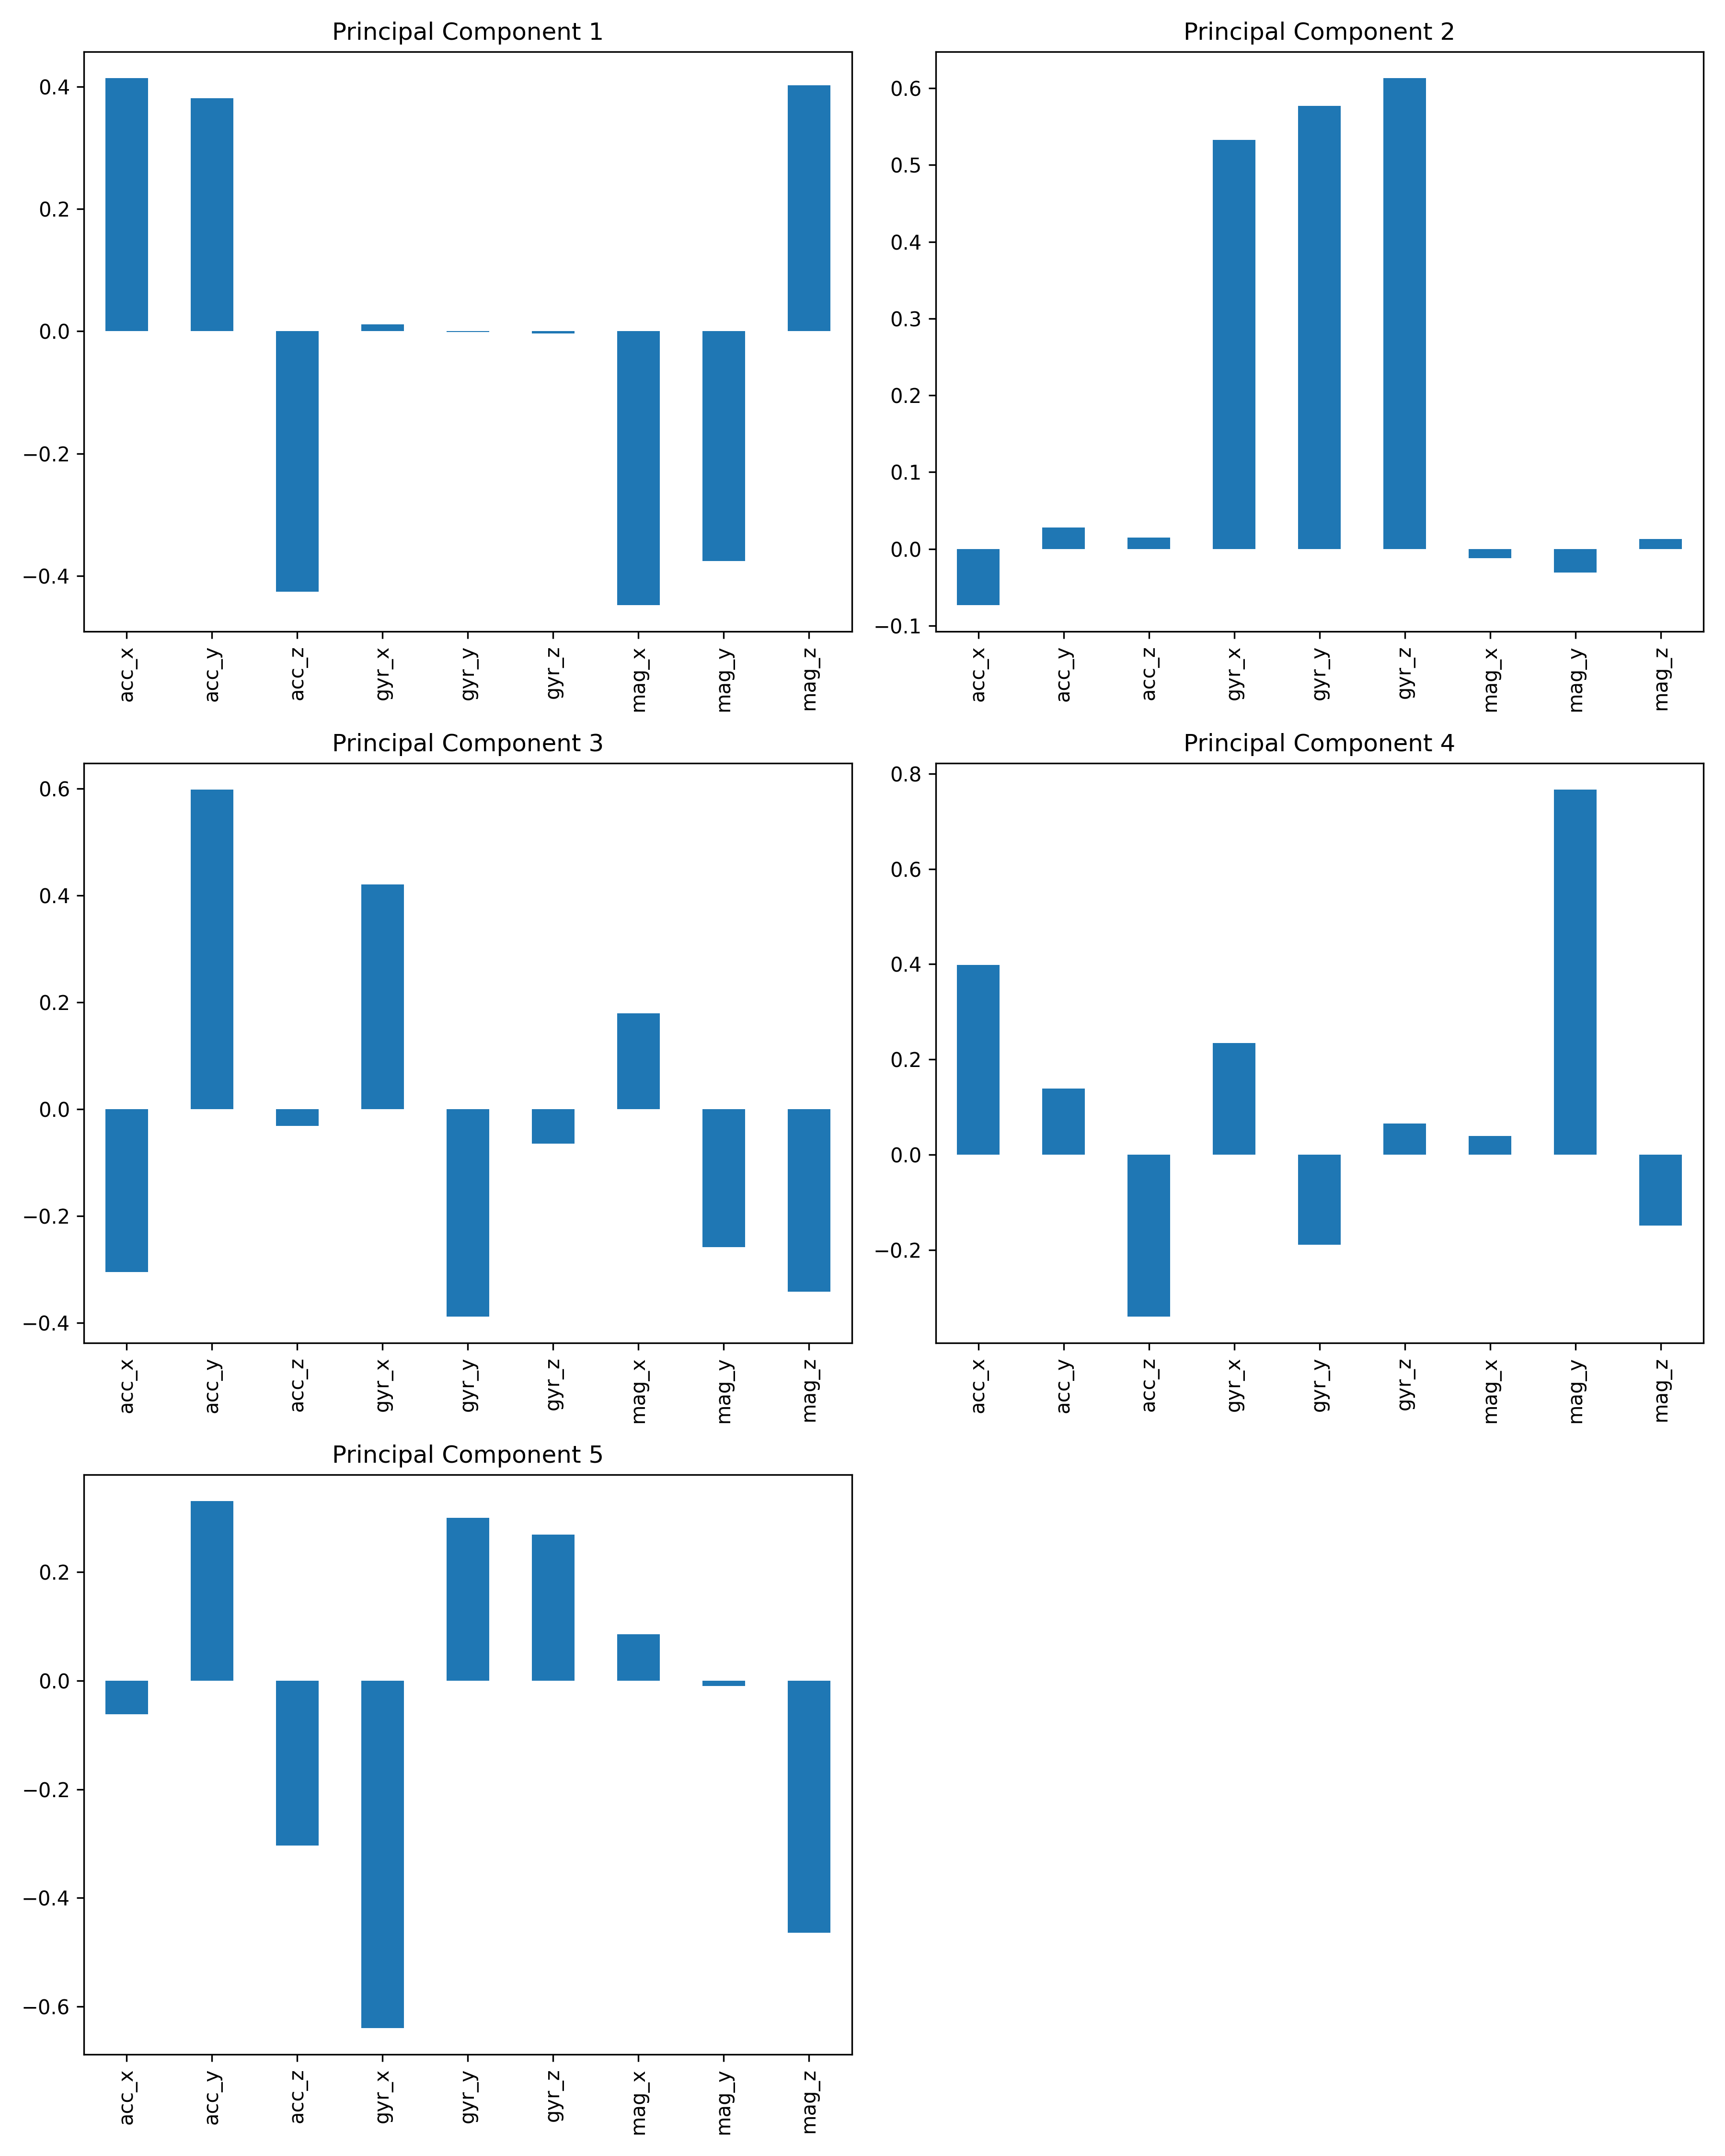 Principal Component 1
0.4
0.2
0.0
−0.2
−0.4
acc_x
acc_y
acc_z
gyr_x
gyr_y
gyr_z
mag_x
mag_y
mag_z
Principal Component 2
0.6
0.5
0.4
0.3
0.2
0.1
0.0
−0.1
acc_x
acc_y
acc_z
gyr_x
gyr_y
gyr_z
mag_x
mag_y
mag_z
Principal Component 3
0.6
0.4
0.2
0.0
−0.2
−0.4
acc_x
acc_y
acc_z
gyr_x
gyr_y
gyr_z
mag_x
mag_y
mag_z
Principal Component 4
0.8
0.6
0.4
0.2
0.0
−0.2
acc_x
acc_y
acc_z
gyr_x
gyr_y
gyr_z
mag_x
mag_y
mag_z
Principal Component 5
0.2
0.0
−0.2
−0.4
−0.6
acc_x
acc_y
acc_z
gyr_x
gyr_y
gyr_z
mag_x
mag_y
mag_z